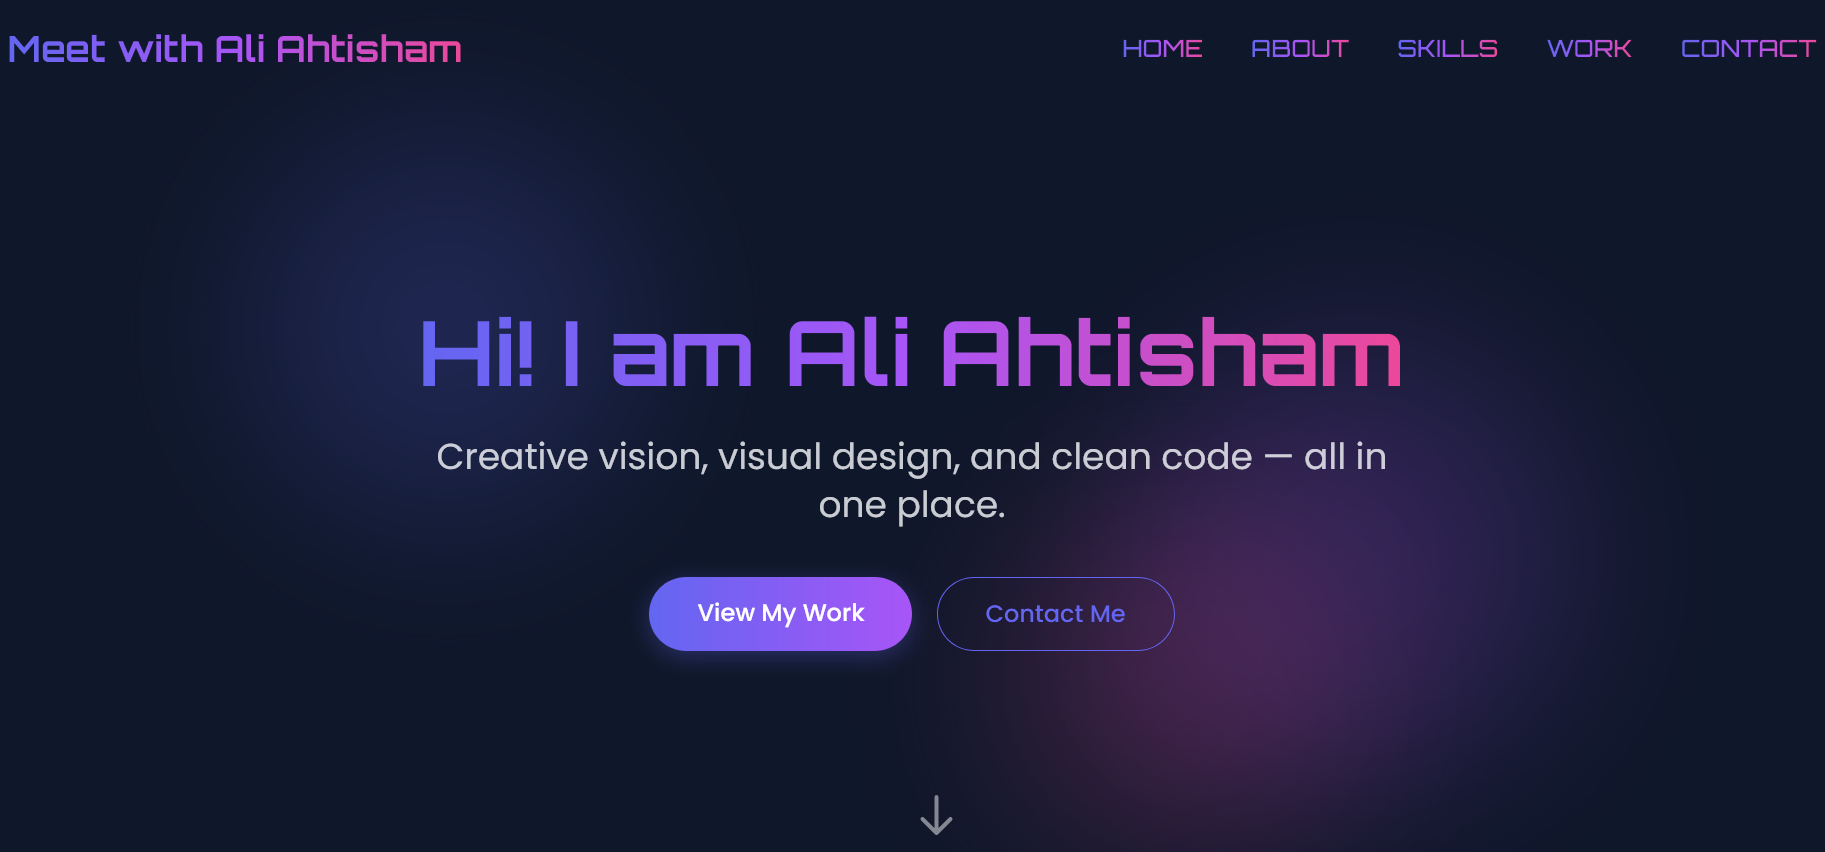 Meet with Ali Ahtisham
HOME ABOUT SKILLS WORK CONTACT
Hi! I am Ali Ahtisham
Creative vision, visual design, and clean code — all in
one place.
View My Work
Contact Me